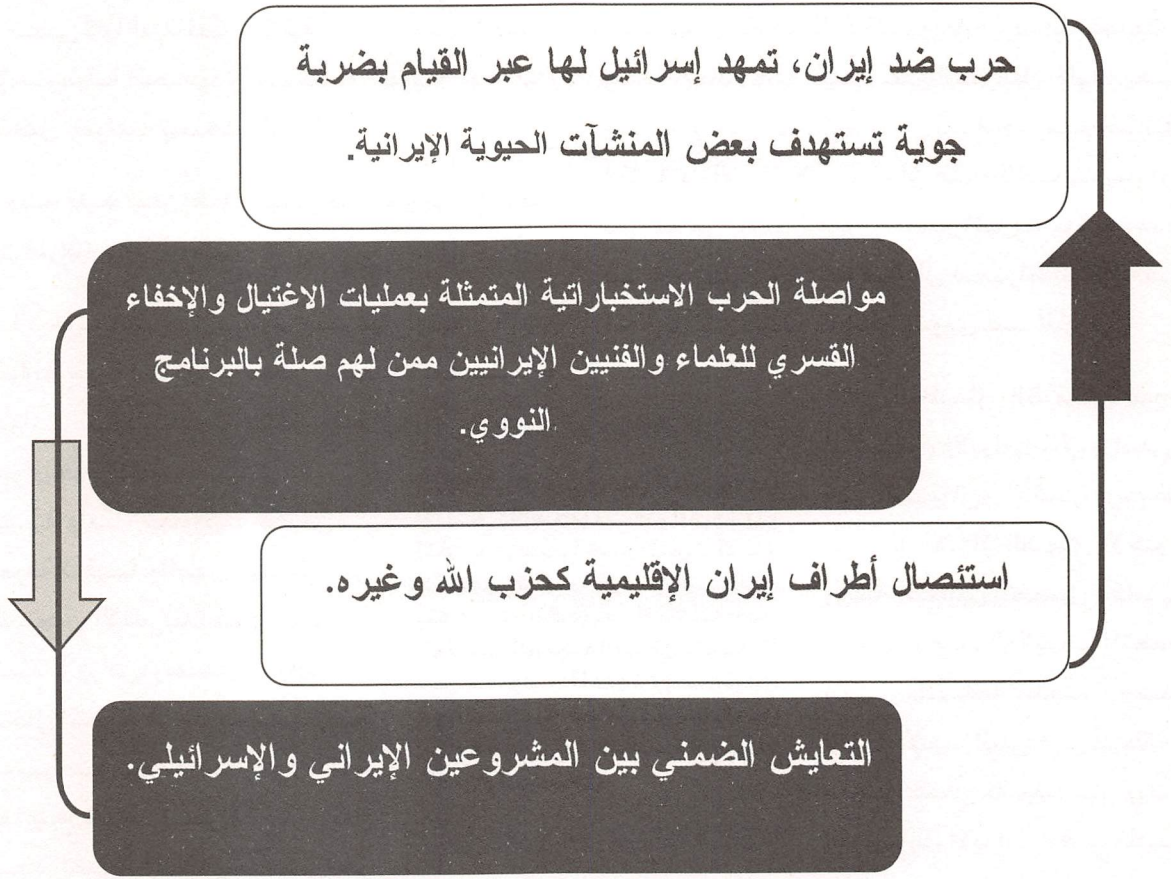 حرب ضد إيران، تمهد إسرائيل لها عبر القيام بضربة
جوية تستهدف بعض المنشآت الحيوية الإيرانية.
مواصلة الحرب الاستخباراتية المتمثلة بعمليات الاغتيال والإخفاء
القسري للعلماء والفنيين الإيرانيين ممن لهم صلة بالبرنامج
النووي.
استئصال أطراف إيران الإقليمية كحزب الله وغيره.
التعايش الضمني بين المشروعين الإيراني والإسرائيلي.